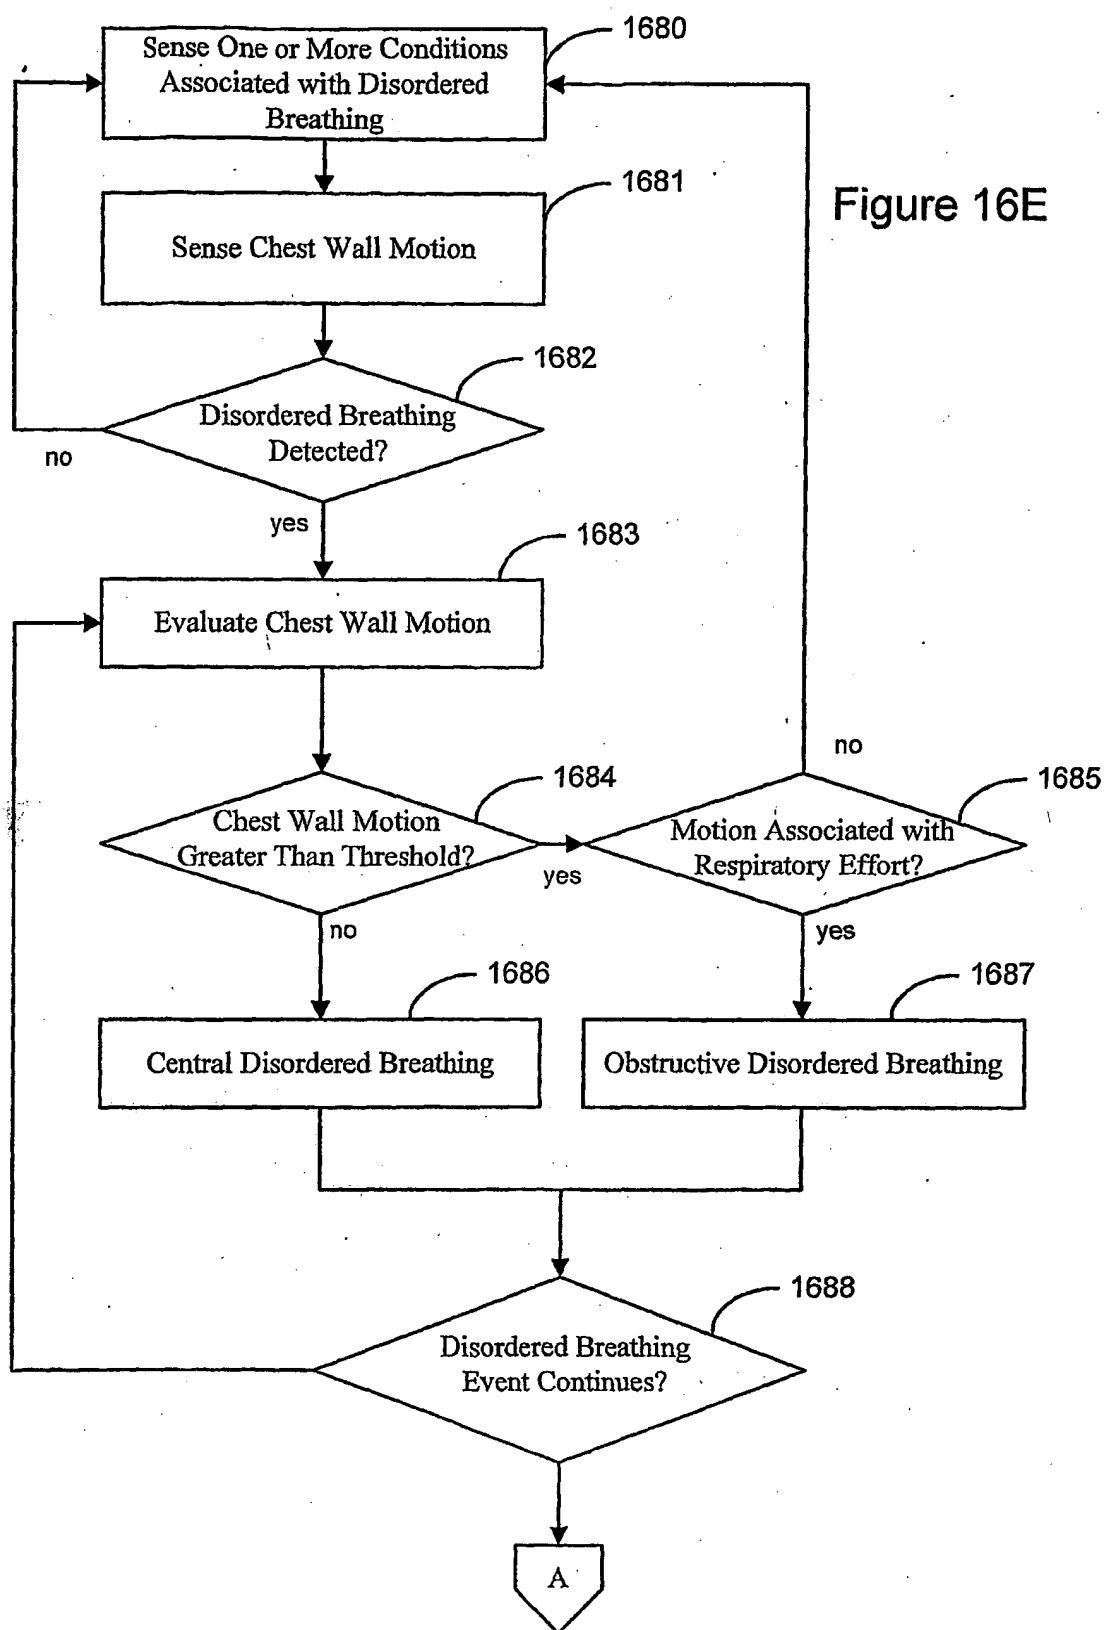 1680
Sense One or More Conditions
Associated with Disordered
Breathing
1681
Figure 16E
Sense Chest Wall Motion
1682
Disordered Breathing
Detected?
no
yes
1683
Evaluate Chest Wall Motion
no
1684
1685
Chest Wall Motion
Greater Than Threshold?
yes
Motion Associated with
Respiratory Effort?
no
yes
1686
1687
Central Disordered Breathing
Obstructive Disordered Breathing
1688
Disordered Breathing
Event Continues?
A